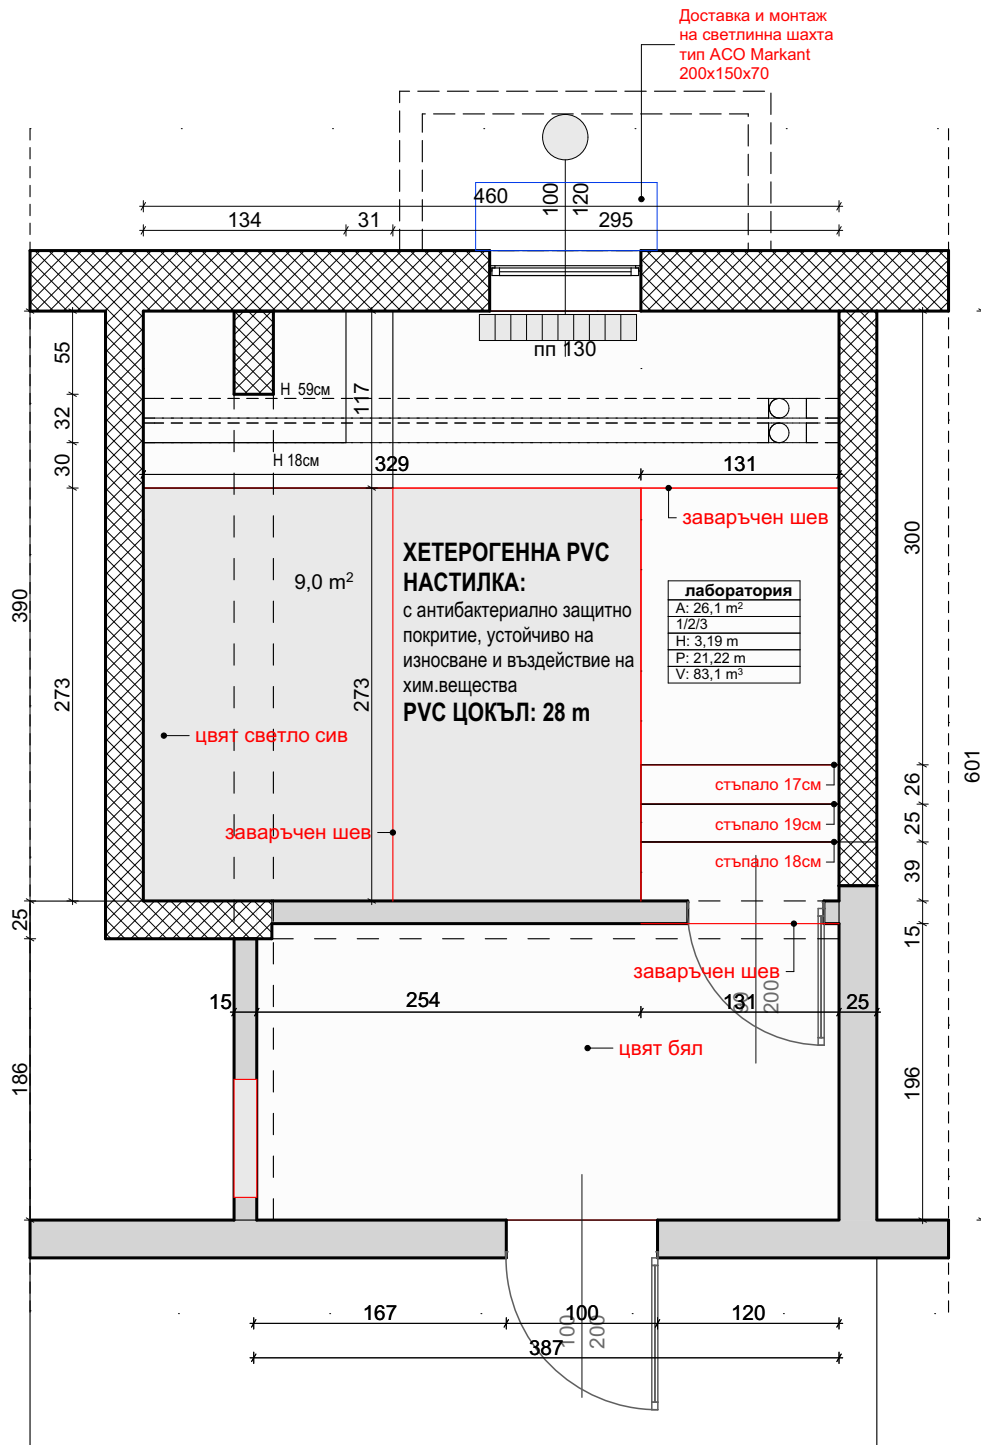 Доставка и монтаж
на светлинна шахта
тип ACO Markant
200x150x70
460
100
120
134
31
295
пп 130
55
H 59см
117
32
30
H 18см
329
131
заваръчен шев
300
ХЕТЕРОГЕННА PVC
НАСТИЛКА:
с антибактериално защитно
покритие, устойчиво на
износване и въздействие на
хим.вещества
PVC ЦОКЪЛ: 28 m
9,0 m²
лаборатория
A: 26,1 m²
1/2/3
H: 3,19 m
P: 21,22 m
V: 83,1 m³
390
273
273
цвят светло сив
601
стъпало 17см
26
стъпало 19см
25
заваръчен шев
стъпало 18см
39
25
15
заваръчен шев
15
254
131
25
200
цвят бял
186
196
167
100
120
100
200
387